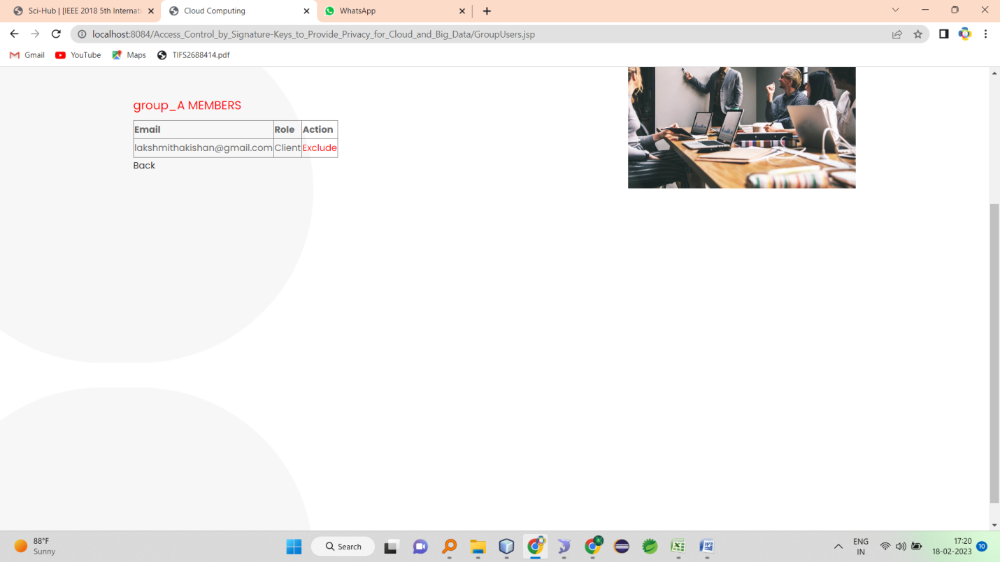 Sci-Hub | [IEEE 2018 5th Internati
Cloud Computing
WhatsApp
localhost:8084/Access_Control_by_Signature-Keys_to_Provide_Privacy_for_Cloud_and_Big_Data/GroupUsers.jsp
Gmail YouTube Maps TIFS2688414.pdf
group_A MEMBERS
Email Role Action
lakshmithakishan@gmail.com Client Exclude
Back
88°F
Sunny
Search
ENG
IN
17:20
18-02-2023
10